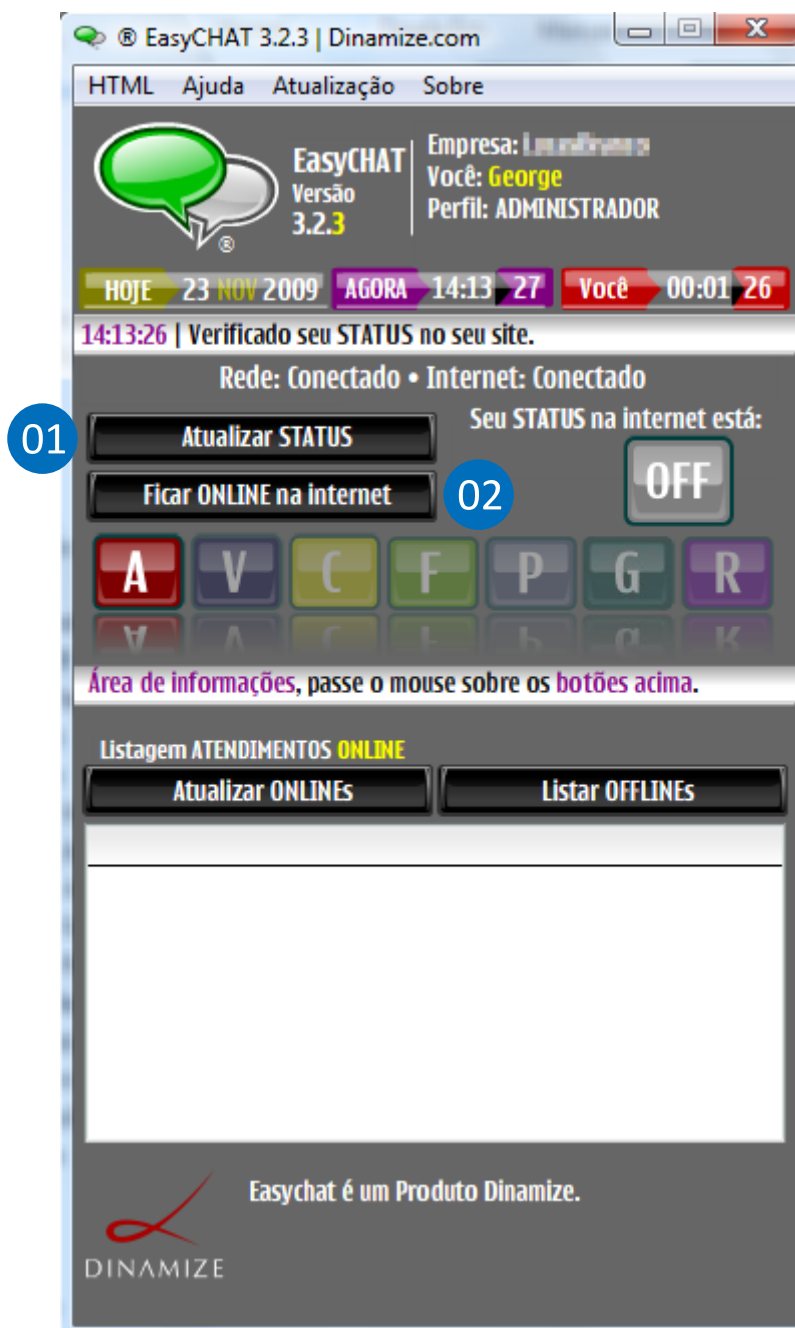 ® EasyCHAT 3.2.3 | Dinamize.com
HTML Ajuda Atualização Sobre
EasyCHAT
Versão
3.2.3
®
Empresa:
Você: George
Perfil: ADMINISTRADOR
HOJE 23 NOV 2009 AGORA 14:13 27 Você 00:01 26
14:13:26 | Verificado seu STATUS no seu site.
Rede: Conectado • Internet: Conectado
01
Atualizar STATUS
Seu STATUS na internet está:
Ficar ONLINE na internet
02
OFF
A V C F P G R
Área de informações, passe o mouse sobre os botões acima.
Listagem ATENDIMENTOS ONLINE
Atualizar ONLINEs Listar OFFLINEs
Easychat é um Produto Dinamize.
DINAMIZE